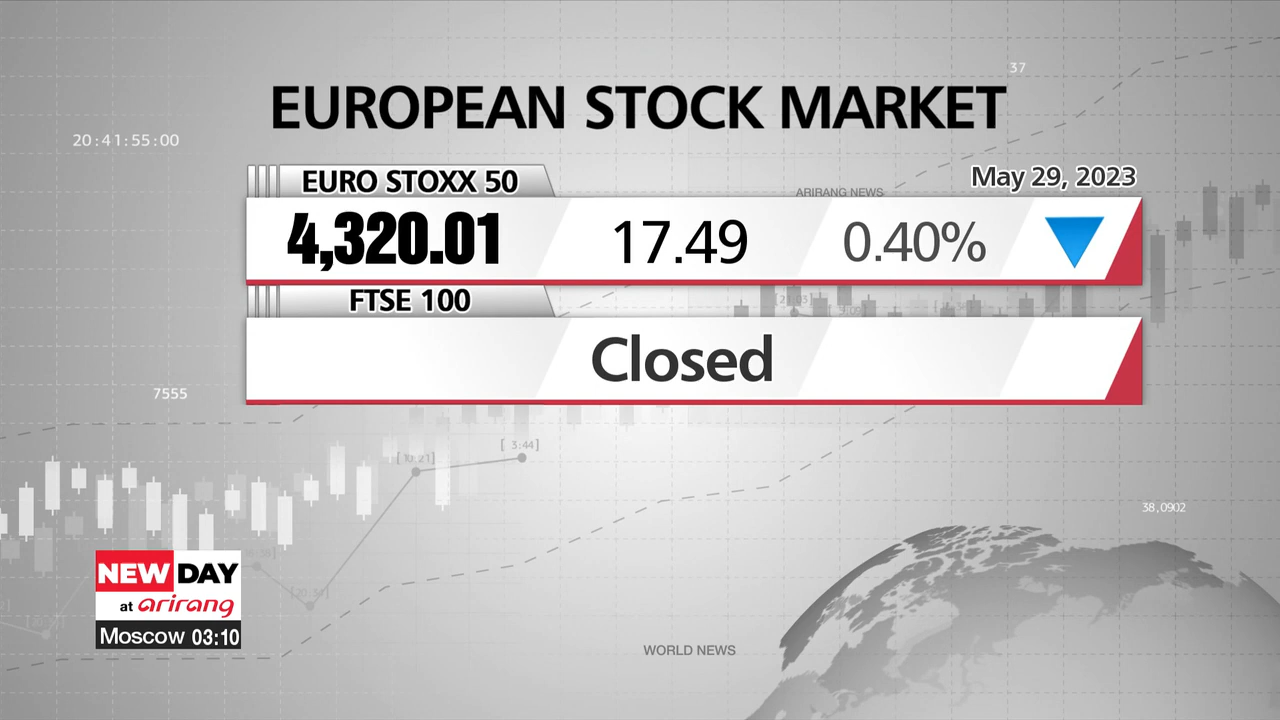 37
EUROPEAN STOCK MARKET
20:41:55:00
EURO STOXX 50
May 29, 2023
ARIRANG NEWS
4,320.01 17.49 0.40%
FTSE 100
Closed
7555
[ 3:44]
38,0902
NEW DAY
at arirang
Moscow 03:10
WORLD NEWS